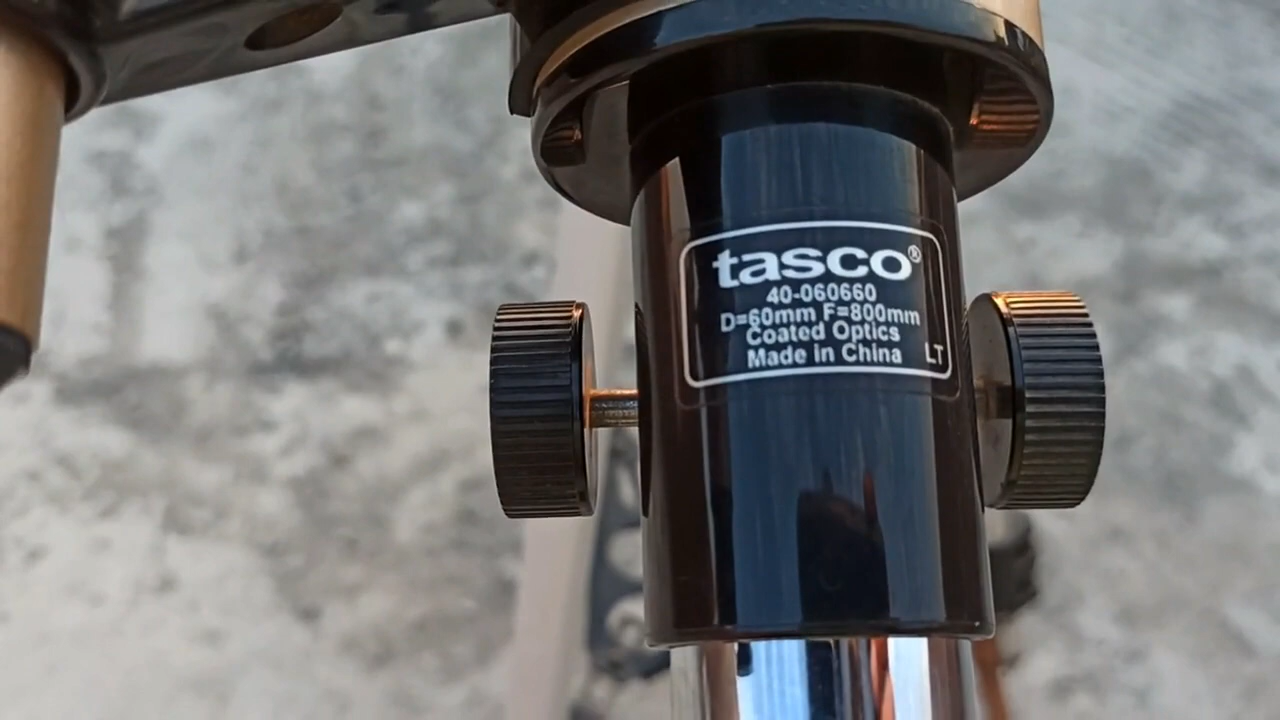 tasco®
40-060660
D=60mm F=800mm
Coated Optics
Made in China LT